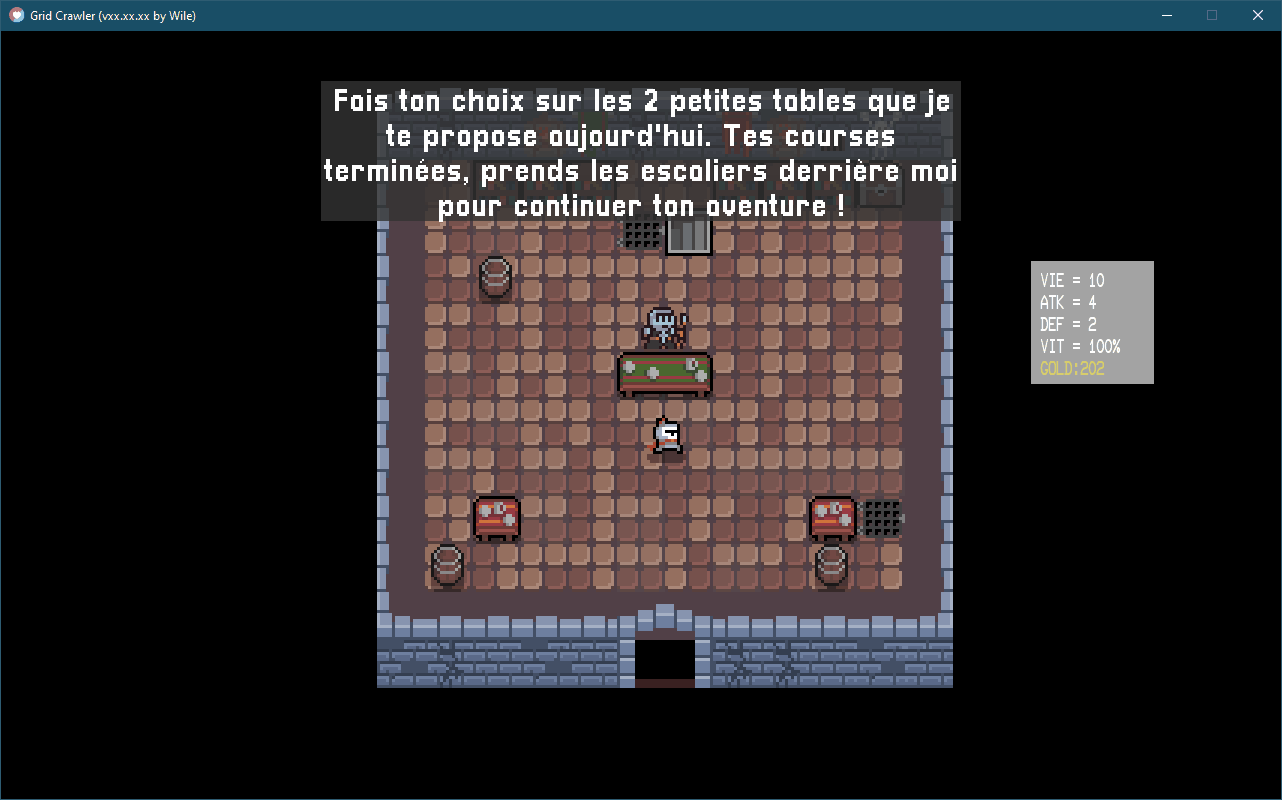 Grid Crawler (vxx.xx.xx by Wile)
Fais ton choix sur les 2 petites tables que je
te propose aujourd'hui. Tes courses
terminées, prends les escaliers derrière moi
pour continuer ton aventure !
VIE = 10
ATK = 4
DEF = 2
VIT = 100%
GOLD:202